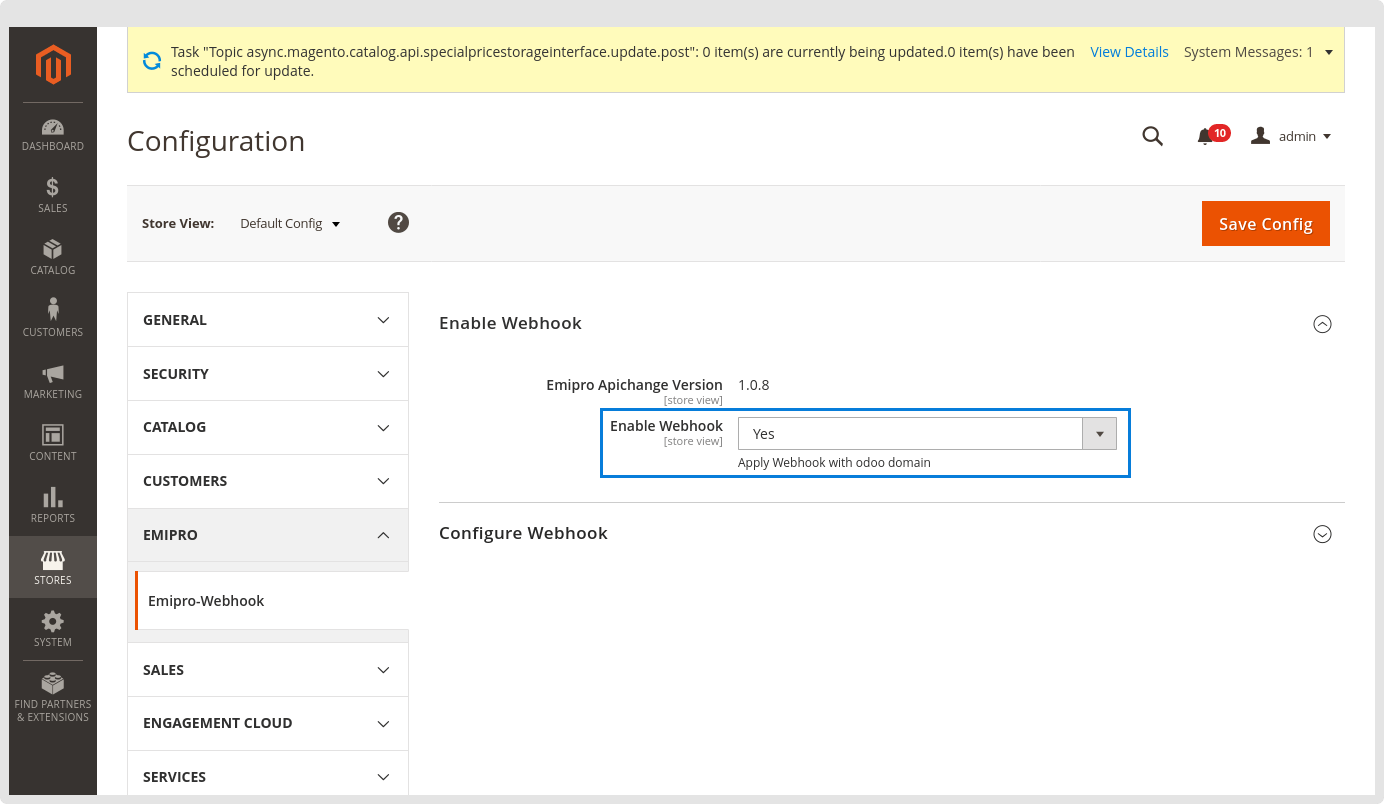 Task "Topic async.magento.catalog.api.specialpricestorageinterface.update.post": 0 item(s) are currently being updated.0 item(s) have been
scheduled for update.
View Details
System Messages: 1
DASHBOARD
SALES
CATALOG
CUSTOMERS
MARKETING
CONTENT
REPORTS
STORES
SYSTEM
FIND PARTNERS
& EXTENSIONS
Configuration
10
admin
Store View:
Default Config
?
Save Config
GENERAL
SECURITY
CATALOG
CUSTOMERS
EMIPRO
Emipro-Webhook
SALES
ENGAGEMENT CLOUD
SERVICES
Enable Webhook
Emipro Apichange Version 1.0.8
[store view]
Enable Webhook Yes
[store view]
Apply Webhook with odoo domain
Configure Webhook